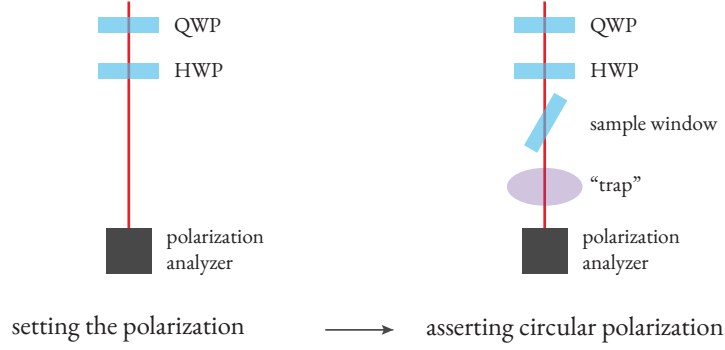 QWP
HWP
polarization
analyzer
setting the polarization
QWP
HWP
sample window
“trap”
polarization
analyzer
asserting circular polarization